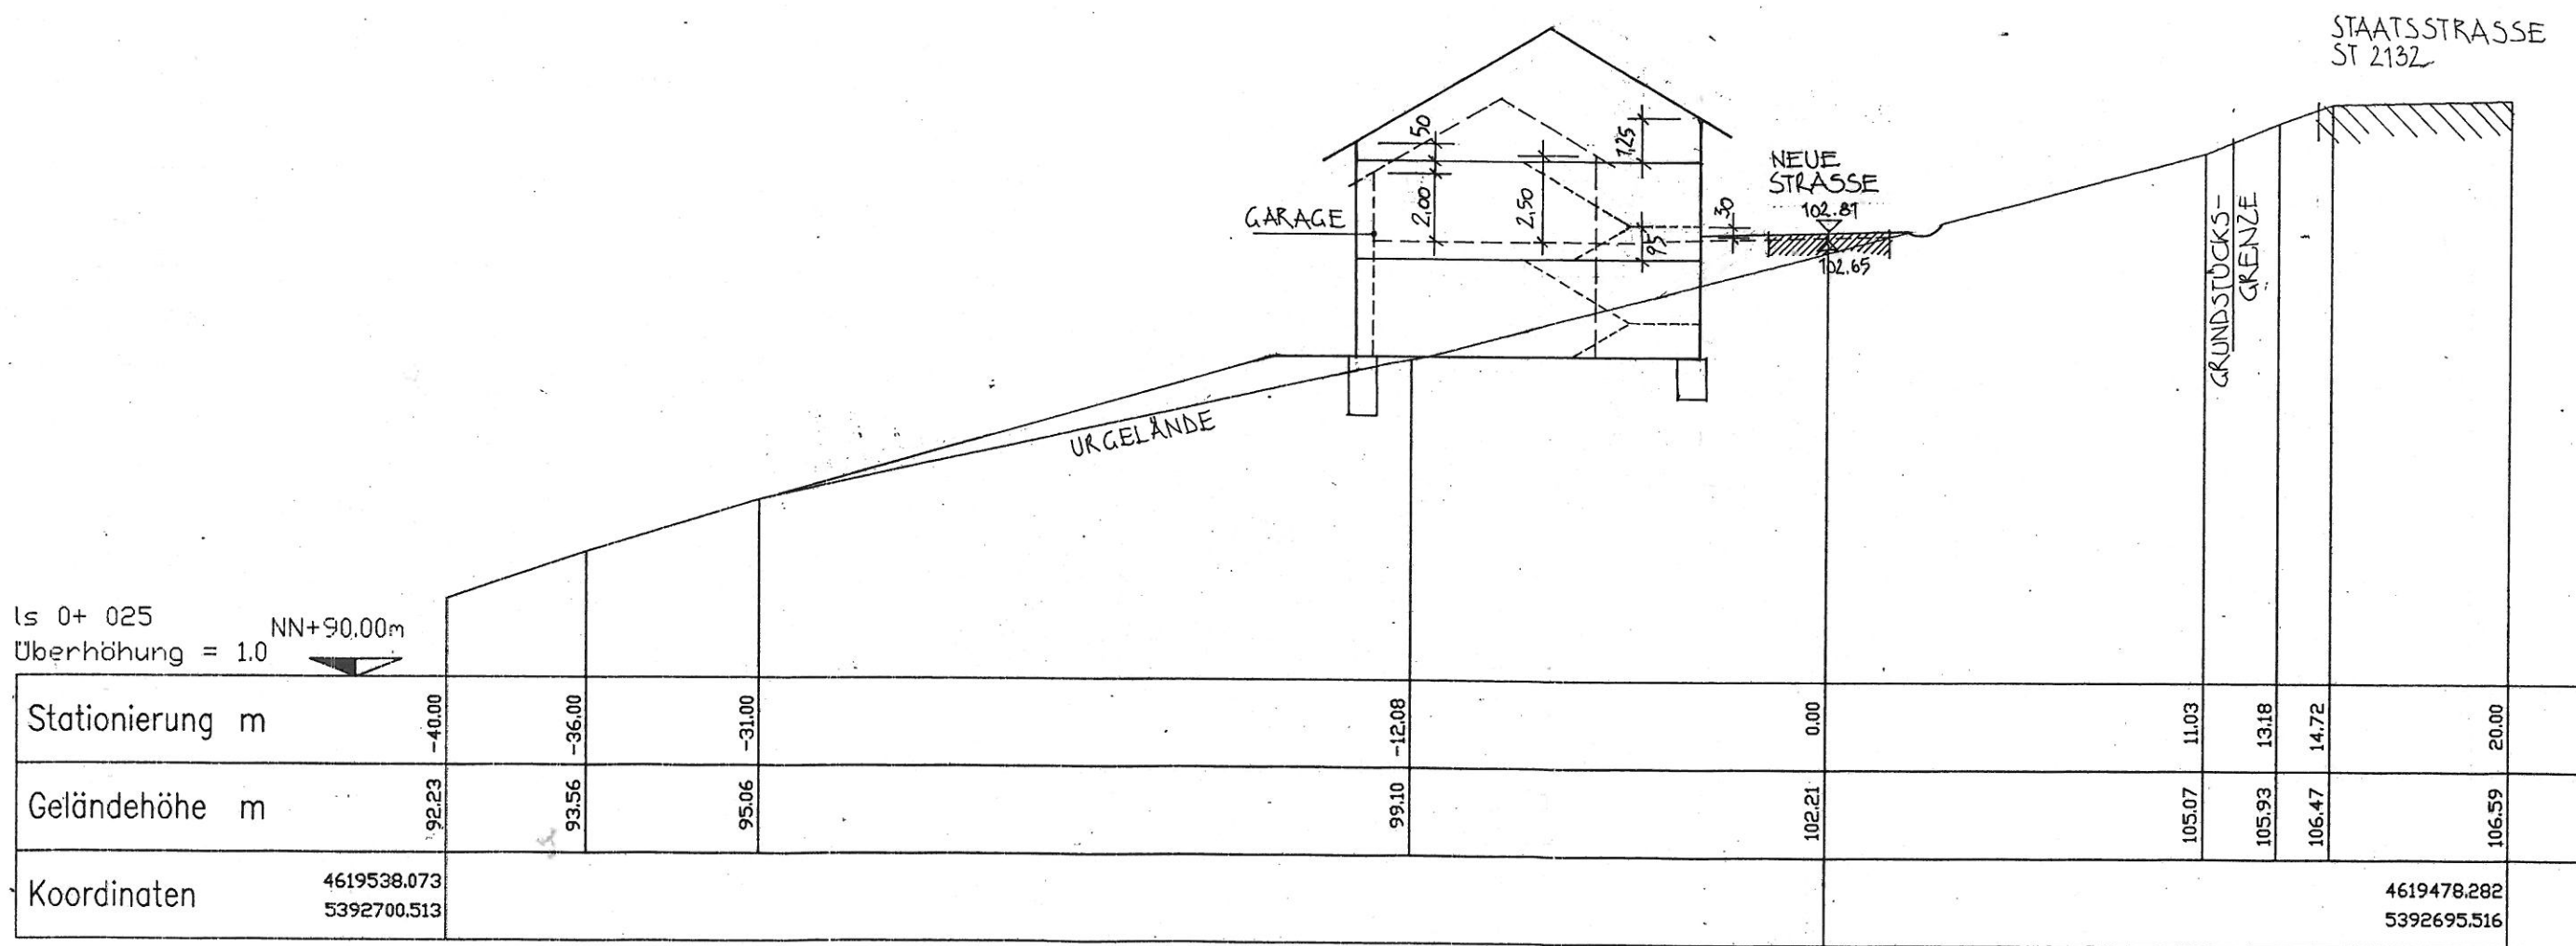 STAATSSTRASSE
ST 2132
50
1,25
NEUE
STRASSE
102.81
2,00
2,50
30
GARAGE
95
102.65
GRUNDSTÜCKS-
GRENZE
URGELÄNDE
ls 0+ 025
NN+90.00m
Überhöhung = 1.0
Stationierung m
-40.00
-36.00
-31.00
-12.08
0.00
11.03
13.18
14.72
20.00
Geländehöhe m
92.23
93.56
95.06
99.10
102.21
105.07
105.93
106.47
106.59
Koordinaten
4619538.073
5392700.513
4619478.282
5392695.516